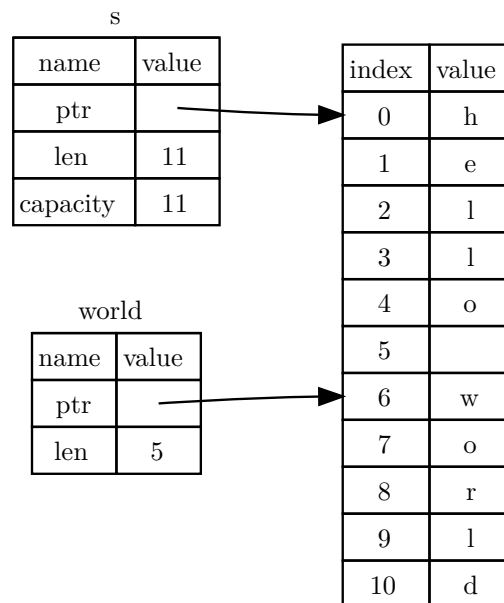 s
name value
ptr
len 11
capacity 11
world
name value
ptr
len 5
index value
0 h
1 e
2 l
3 l
4 o
5
6 w
7 o
8 r
9 l
10 d